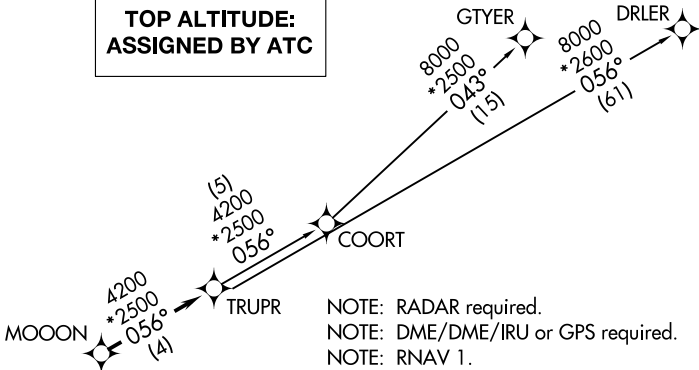 TOP ALTITUDE:
ASSIGNED BY ATC
GTYER
DRLER
8000
*2500
043°
(15)
8000
*2600
056°
(61)
(5)
4200
*2500
056°
COORT
4200
*2500
056°
(4)
TRUPR
MOOON
NOTE: RADAR required.
NOTE: DME/DME/IRU or GPS required.
NOTE: RNAV 1.